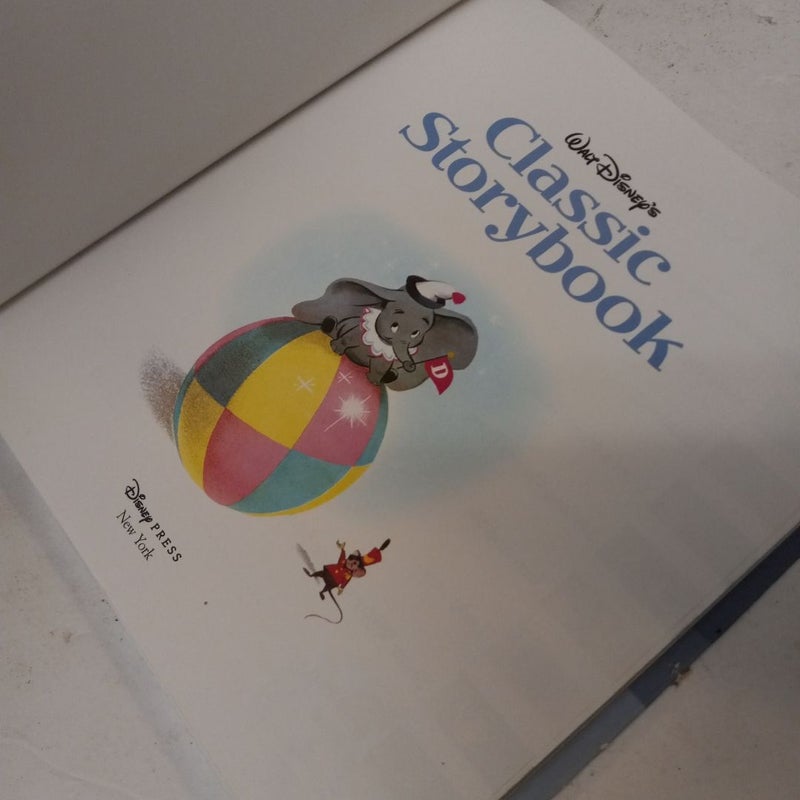 WALT DISNEY'S
Classic
Storybook
D
DISNEY PRESS
New York